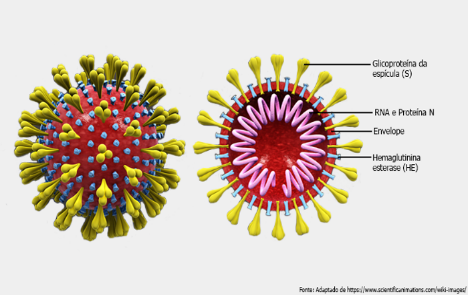 Glicoproteína da
espícula (S)
RNA e Proteína N
Envelope
Hemaglutinina
esterase (HE)
Fonte: Adaptado de https://www.scientificanimations.com/wiki-images/